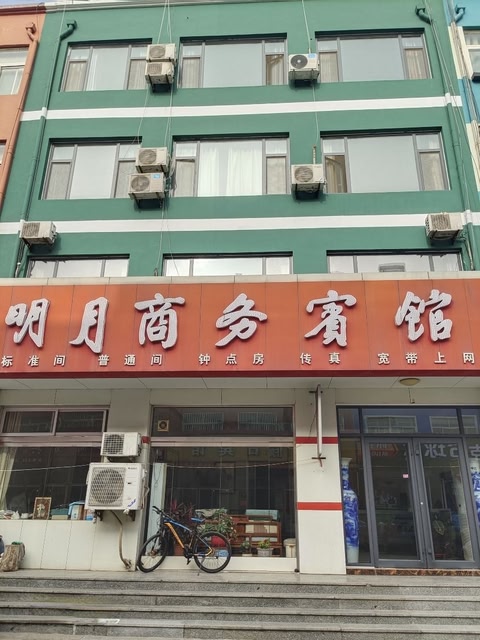 明月商务賓館
标准间 普通间 钟点房 传真 宽带上网